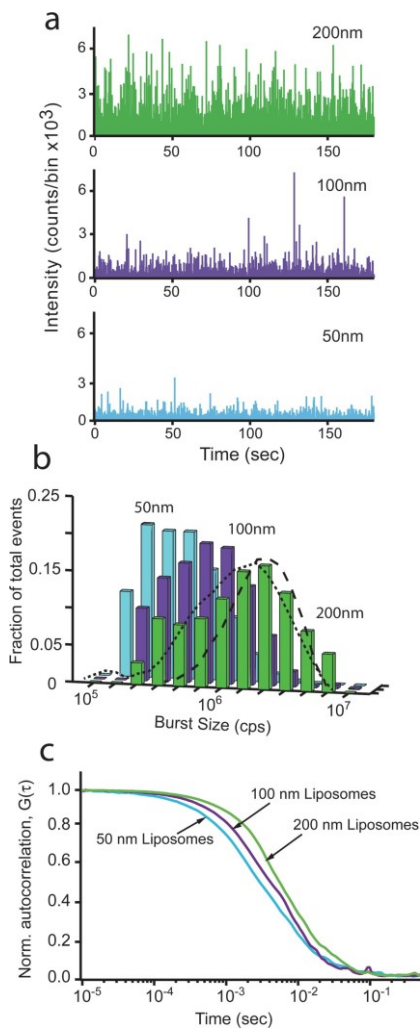 a
200nm
6
3
0
0 50 100 150
100nm
6
3
0
0 50 100 150
50nm
6
3
0
0 50 100 150
Intensity (counts/bin x10³)
Time (sec)
b
0.25
0.15
0.05
0
Fraction of total events
50nm
100nm
200nm
10⁵ 10⁶ 10⁷
Burst Size (cps)
c
1.0
0.8
0.6
0.4
0.2
0.0
Norm. autocorrelation, G(τ)
100 nm Liposomes
50 nm Liposomes
200 nm Liposomes
10⁻⁵ 10⁻⁴ 10⁻³ 10⁻² 10⁻¹
Time (sec)